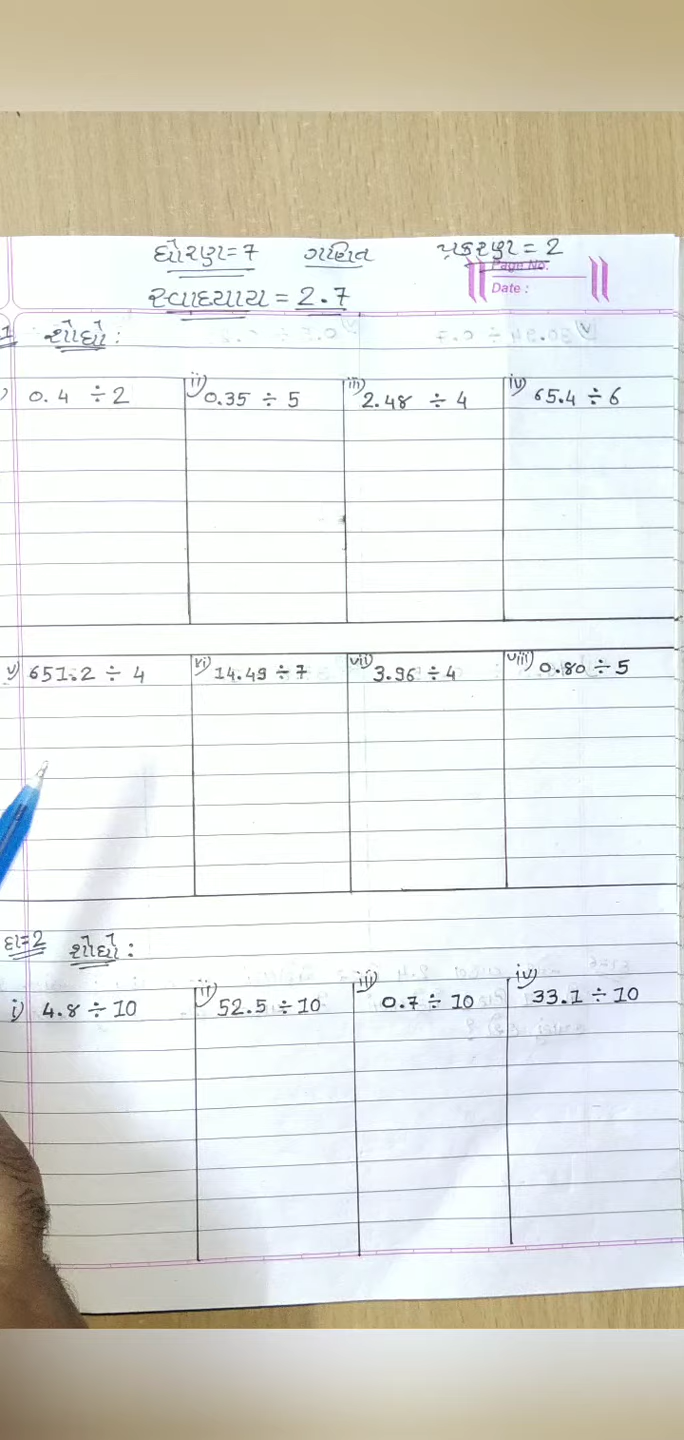 ધોરણ=7 ગણિત પ્રકરણ = 2
Page No:
સ્વાધ્યાય = 2.7
Date :
1 શોધો :
) 0.4 ÷ 2 ii) 0.35 ÷ 5 iii) 2.48 ÷ 4 iv) 65.4 ÷ 6
v) 651.2 ÷ 4 vi) 14.49 ÷ 7 vii) 3.96 ÷ 4 viii) 0.80 ÷ 5
દા=2 શોધો :
i) 4.8 ÷ 10 ii) 52.5 ÷ 10 iii) 0.7 ÷ 10 iv) 33.1 ÷ 10